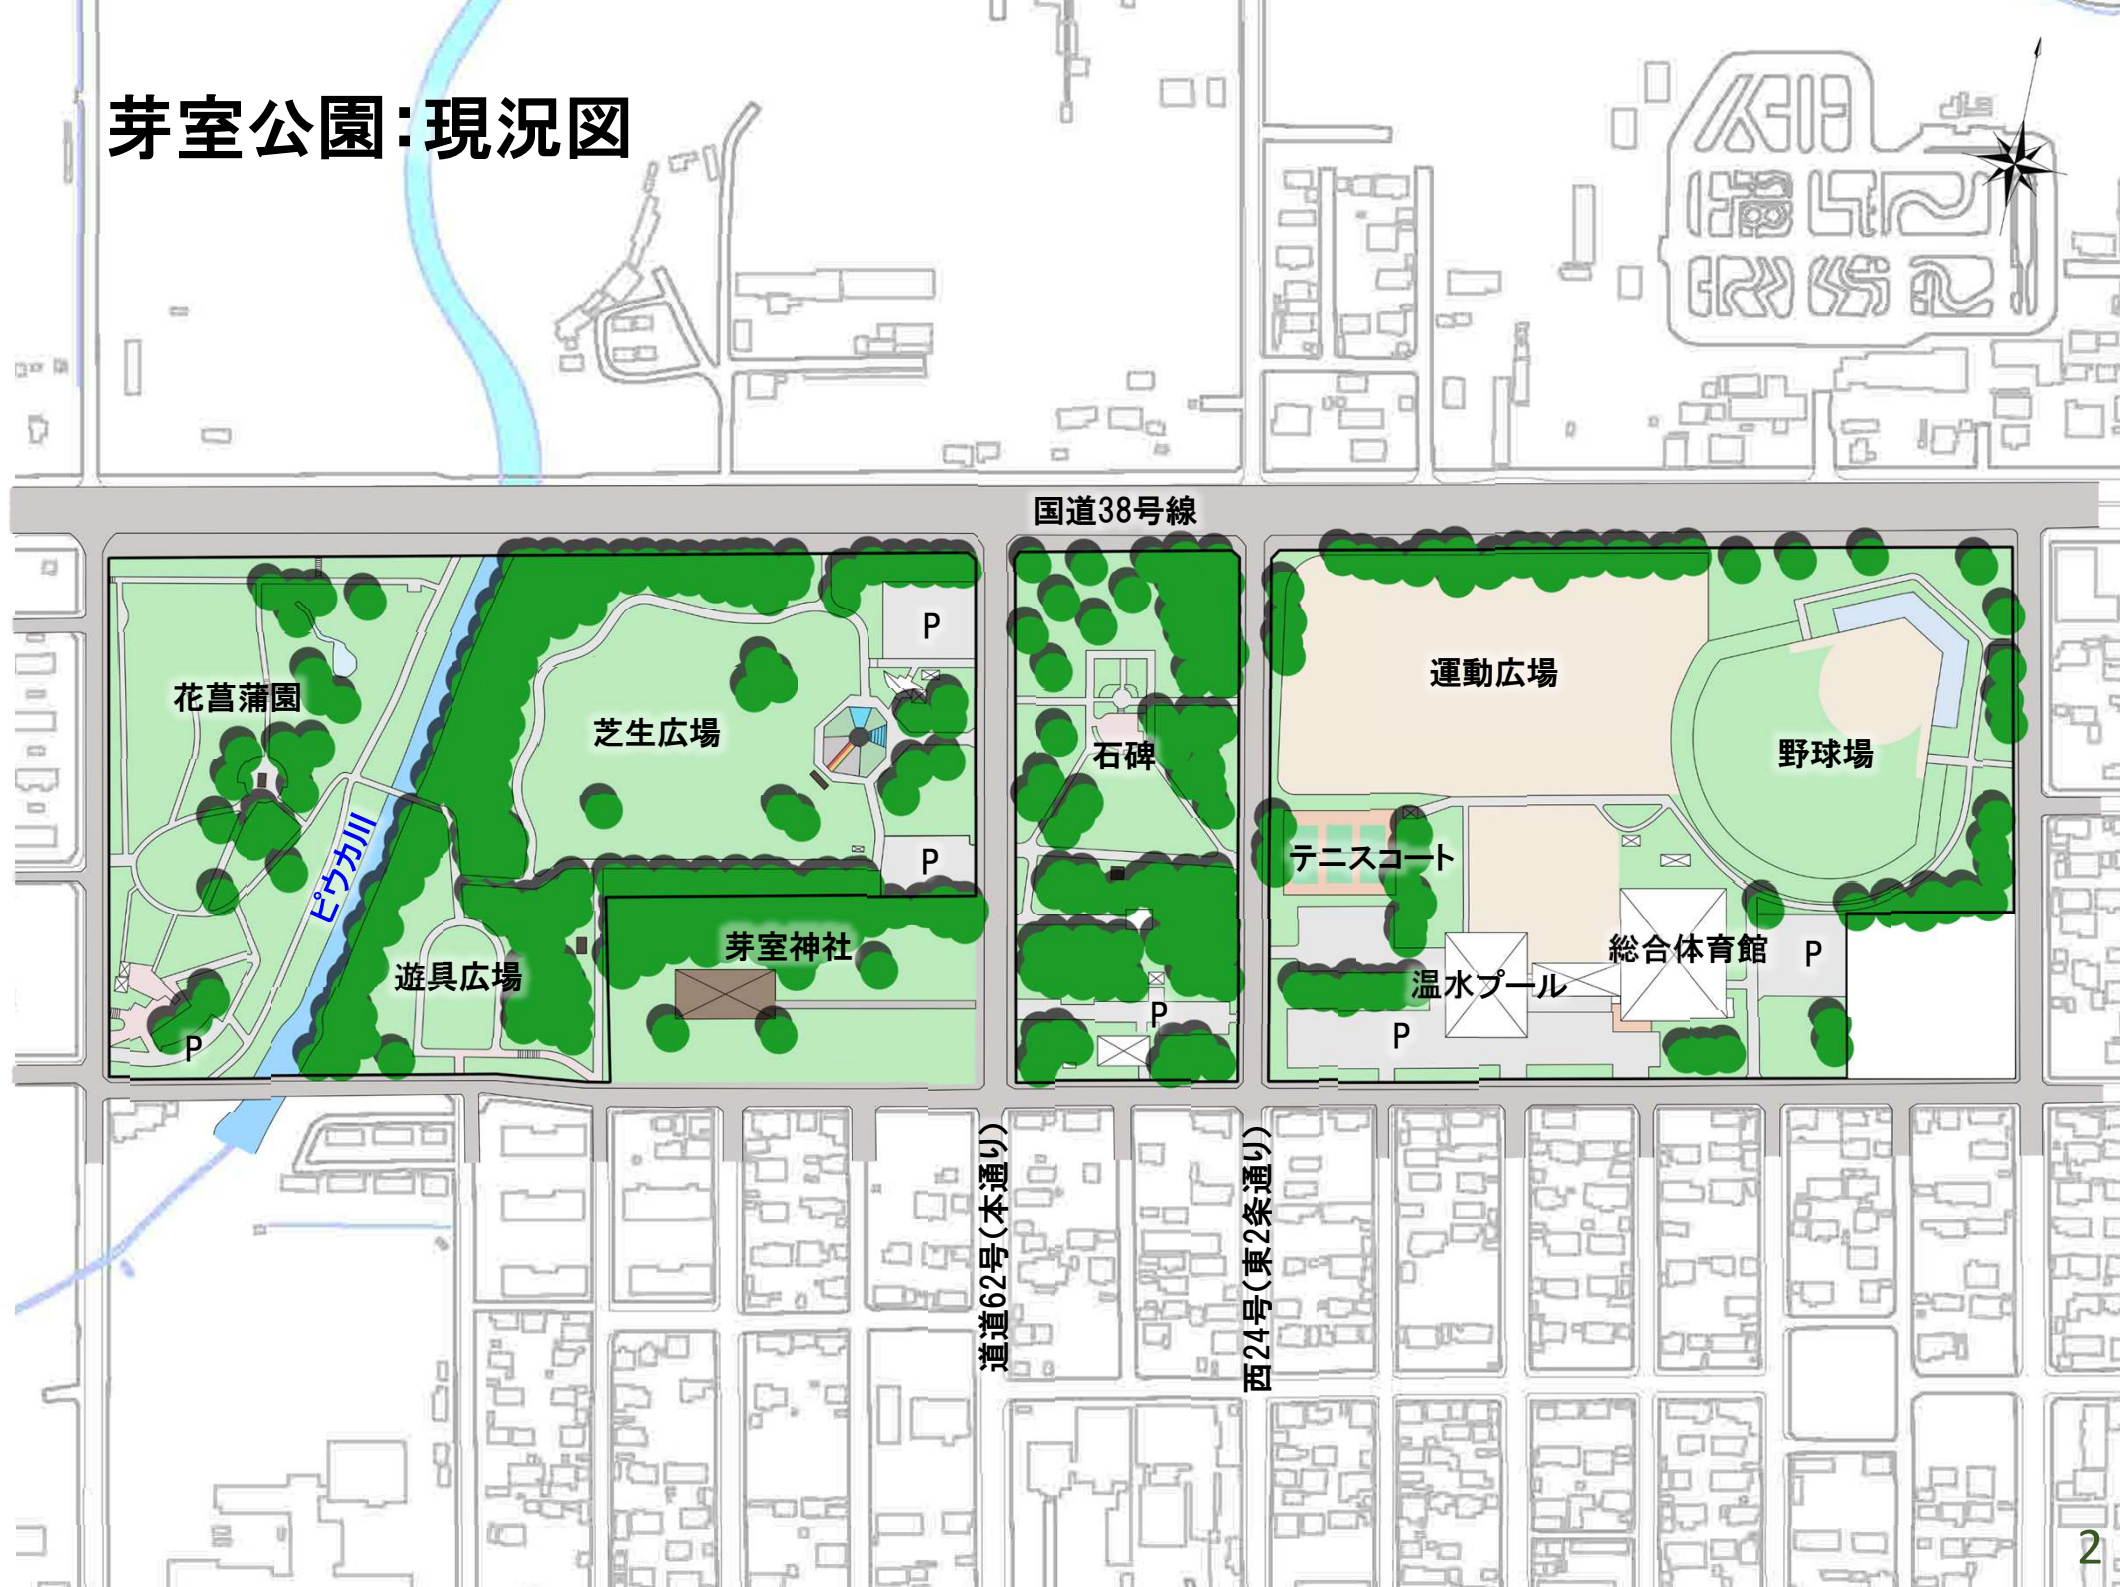 芽室公園：現況図
国道38号線
P
運動広場
花菖蒲園
芝生広場
石碑
野球場
ピウカ川
P
テニスコート
芽室神社
総合体育館
P
遊具広場
温水プール
P
P
P
道道62号（本通り）
西24号（東2条通り）
2